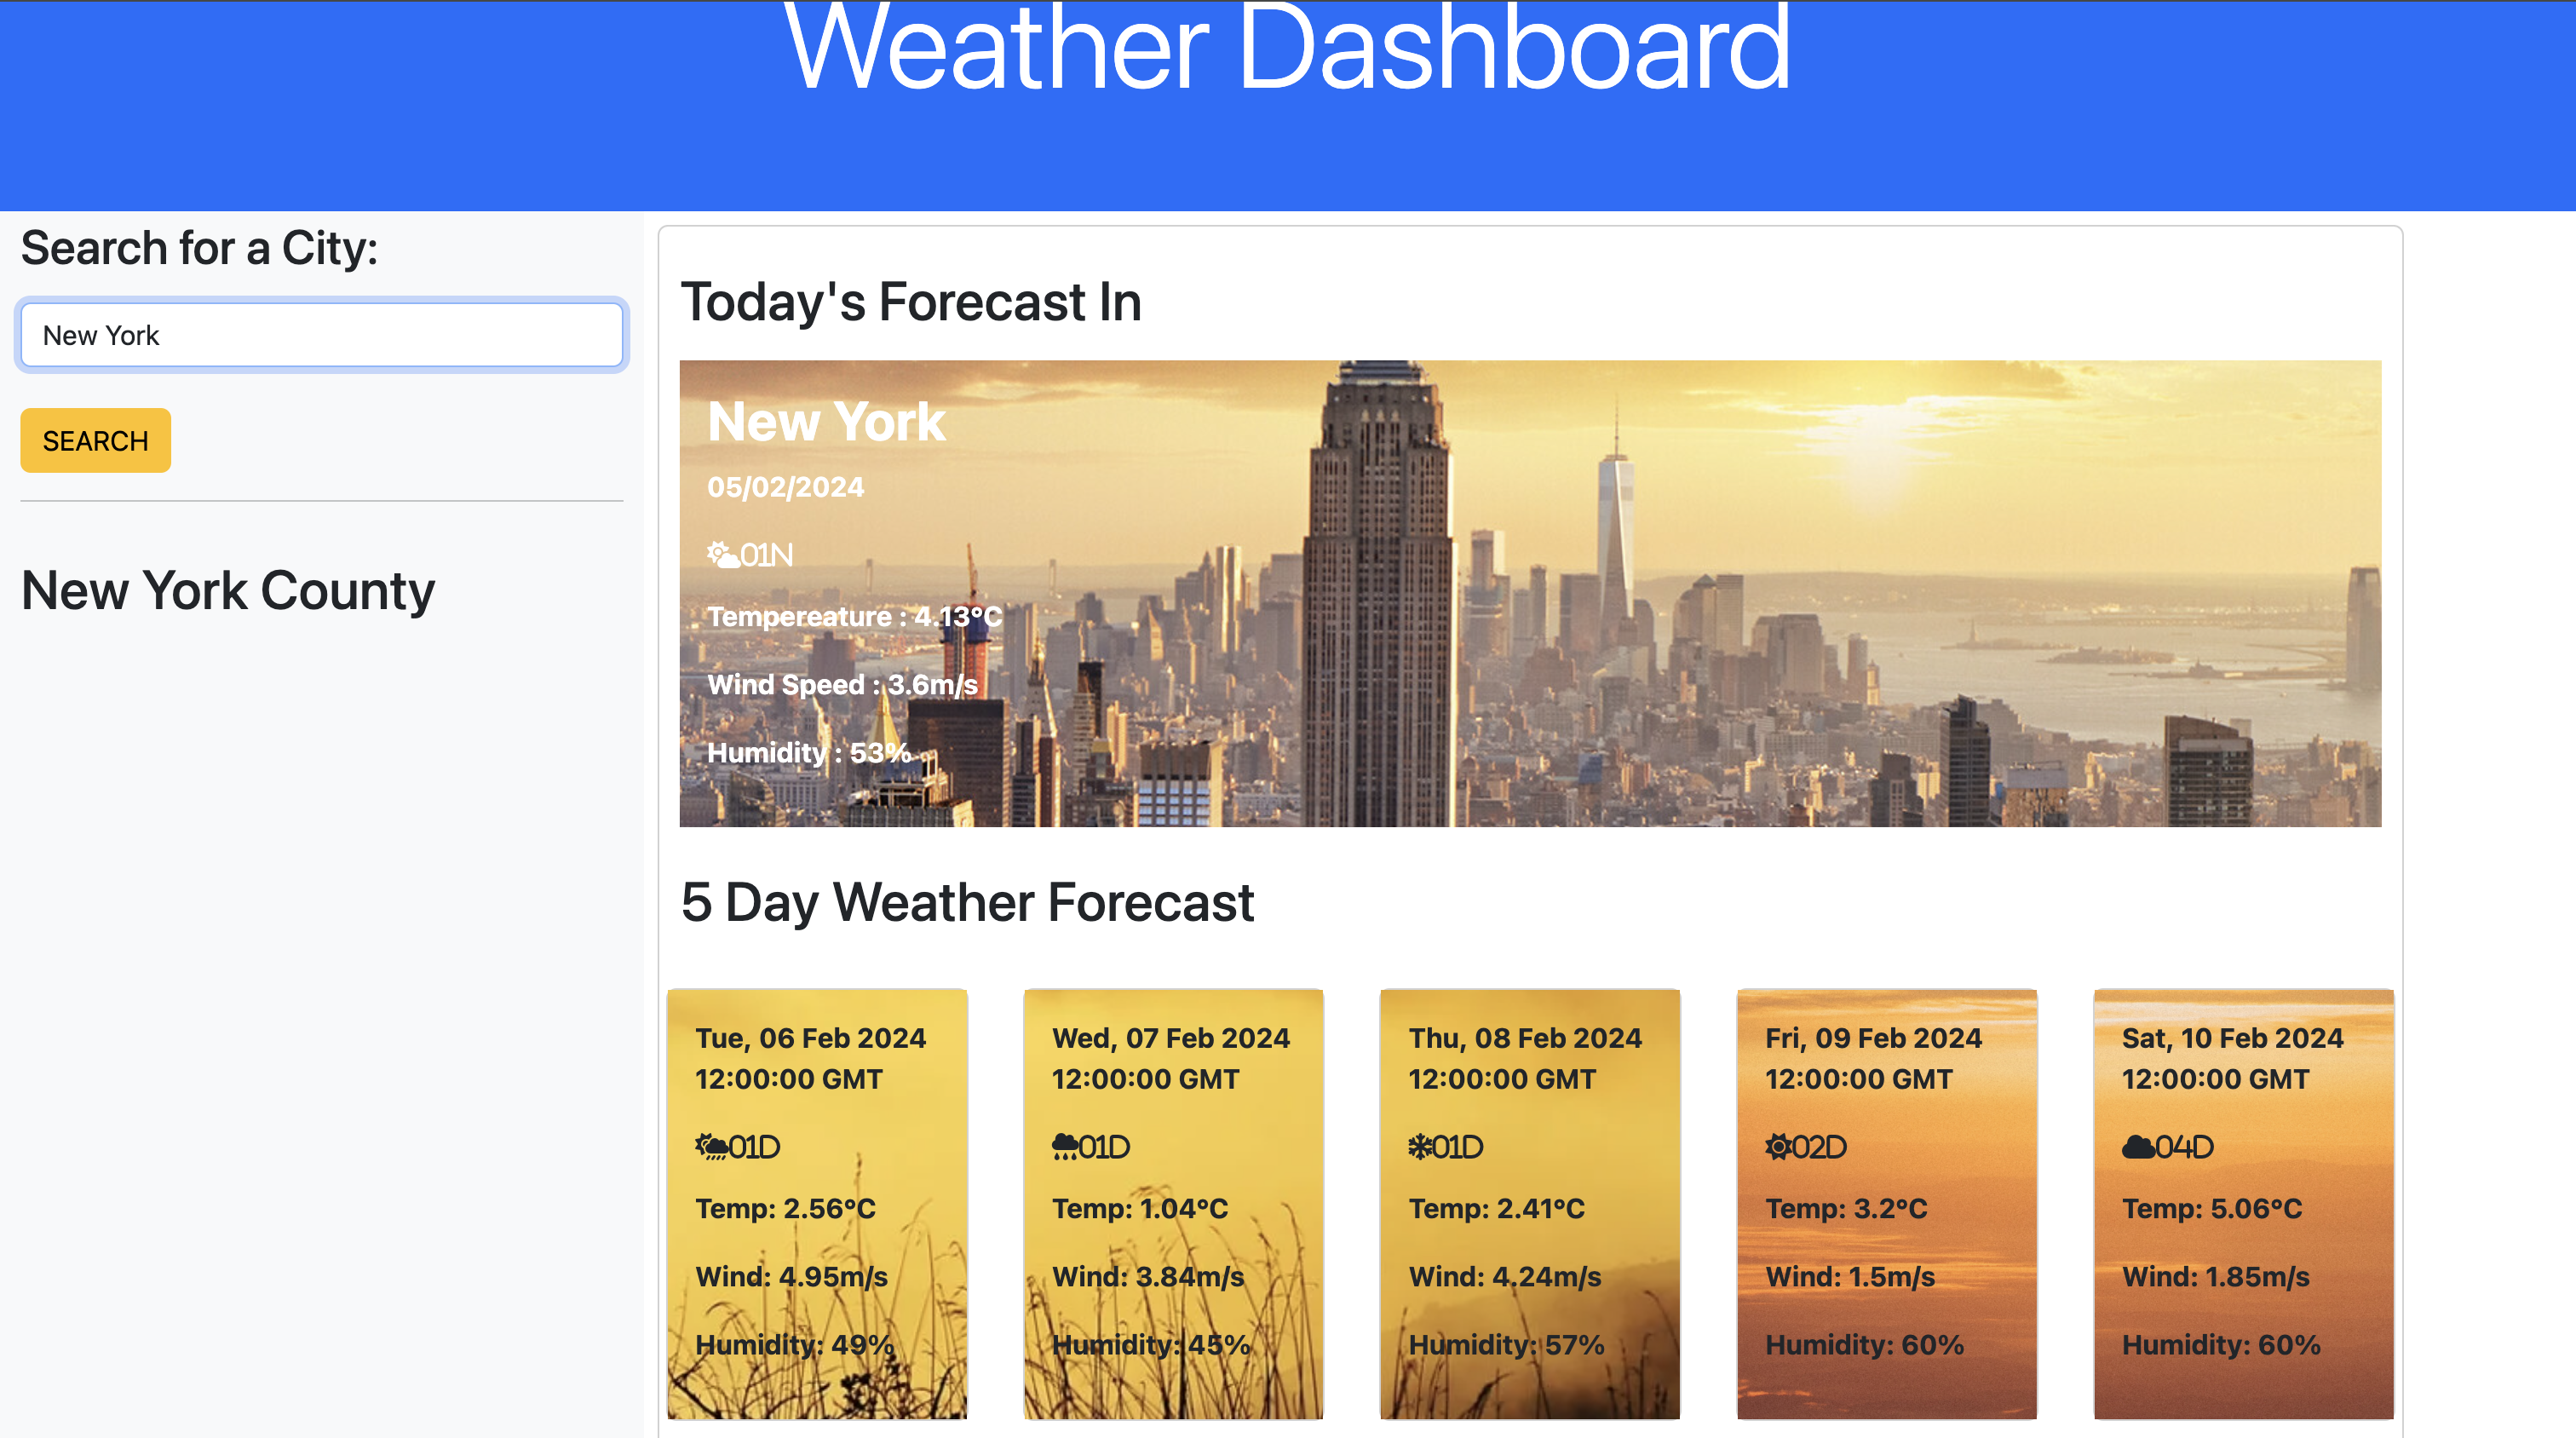 Weather Dashboard
Search for a City:
New York
SEARCH
New York County
Today's Forecast In
New York
05/02/2024
01N
Tempereature : 4.13°C
Wind Speed : 3.6m/s
Humidity : 53%
5 Day Weather Forecast
Tue, 06 Feb 2024
12:00:00 GMT
01D
Temp: 2.56°C
Wind: 4.95m/s
Humidity: 49%
Wed, 07 Feb 2024
12:00:00 GMT
01D
Temp: 1.04°C
Wind: 3.84m/s
Humidity: 45%
Thu, 08 Feb 2024
12:00:00 GMT
01D
Temp: 2.41°C
Wind: 4.24m/s
Humidity: 57%
Fri, 09 Feb 2024
12:00:00 GMT
02D
Temp: 3.2°C
Wind: 1.5m/s
Humidity: 60%
Sat, 10 Feb 2024
12:00:00 GMT
04D
Temp: 5.06°C
Wind: 1.85m/s
Humidity: 60%